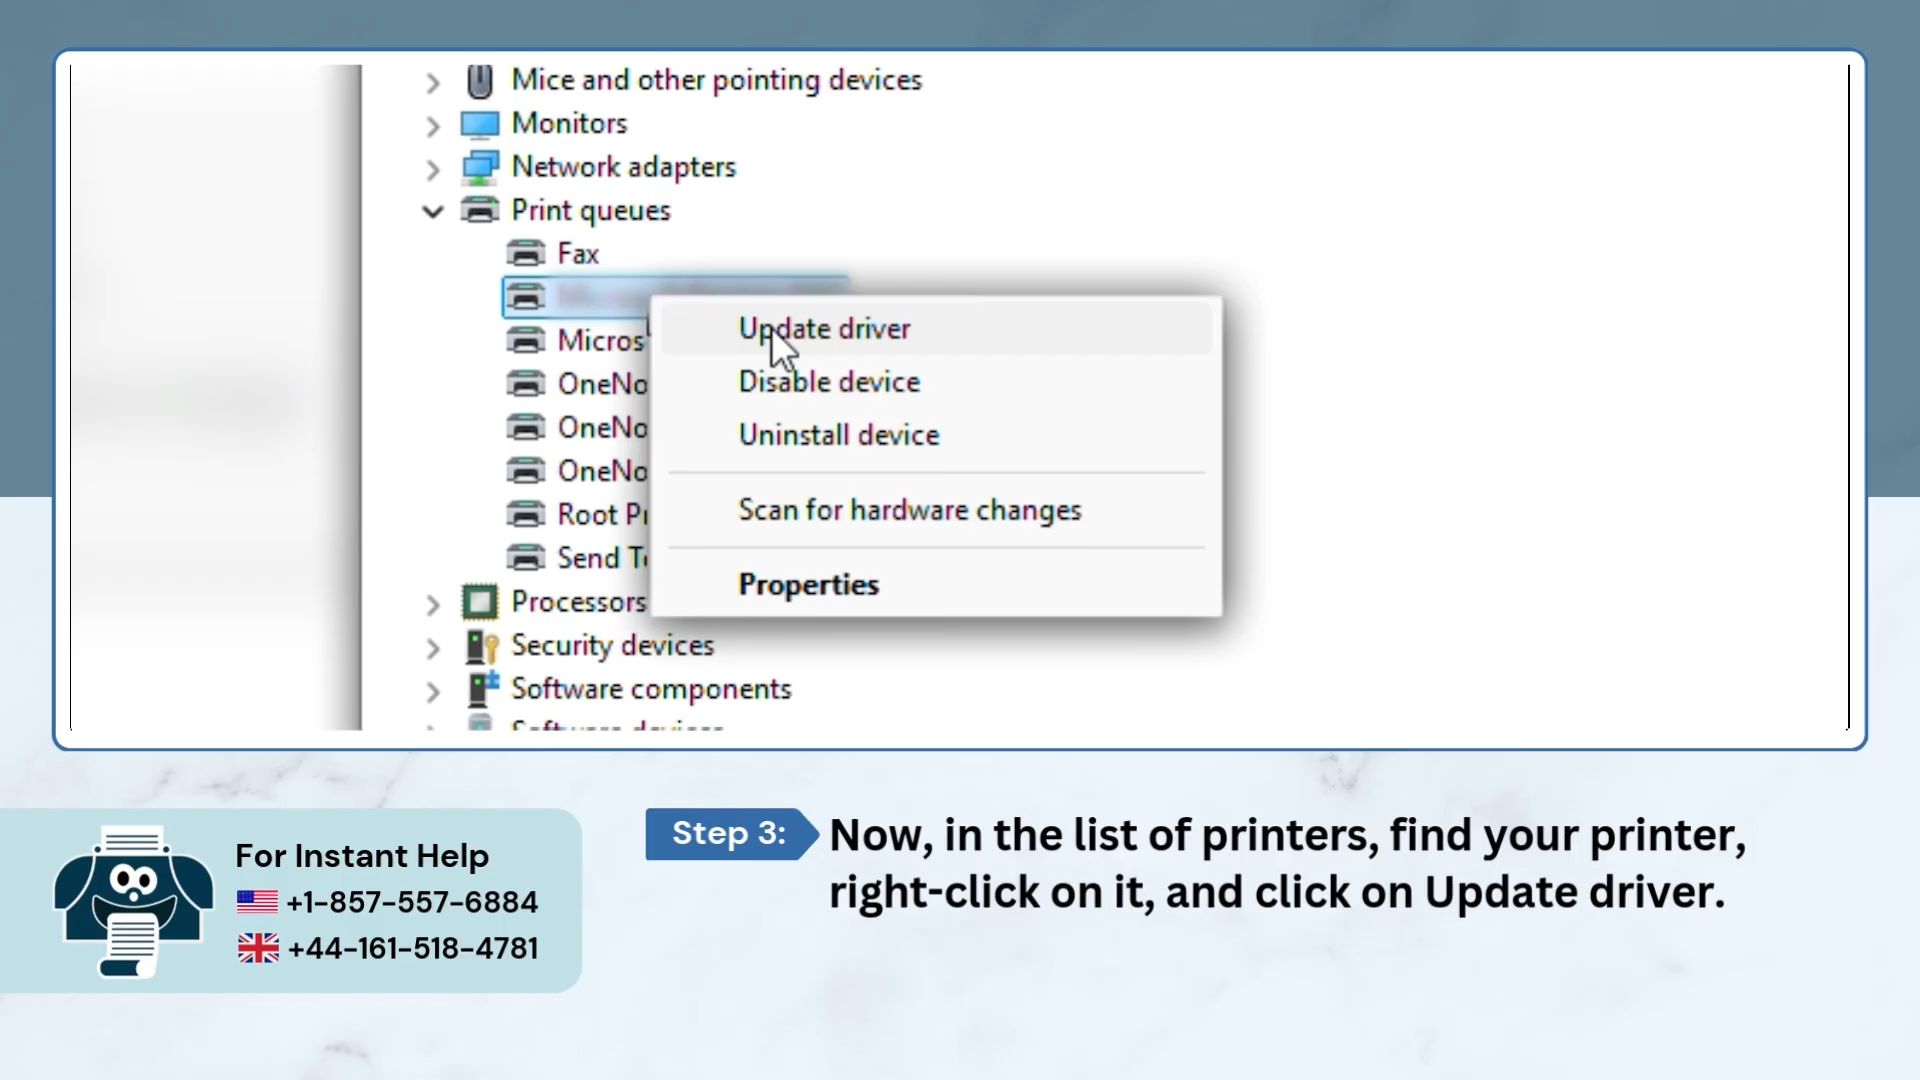 Mice and other pointing devices
Monitors
Network adapters
Print queues
Fax
Micros
OneNo
OneNo
OneNo
Root Pr
Send T
Processors
Security devices
Software components
Update driver
Disable device
Uninstall device
Scan for hardware changes
Properties
For Instant Help
+1-857-557-6884
+44-161-518-4781
Step 3:
Now, in the list of printers, find your printer,
right-click on it, and click on Update driver.